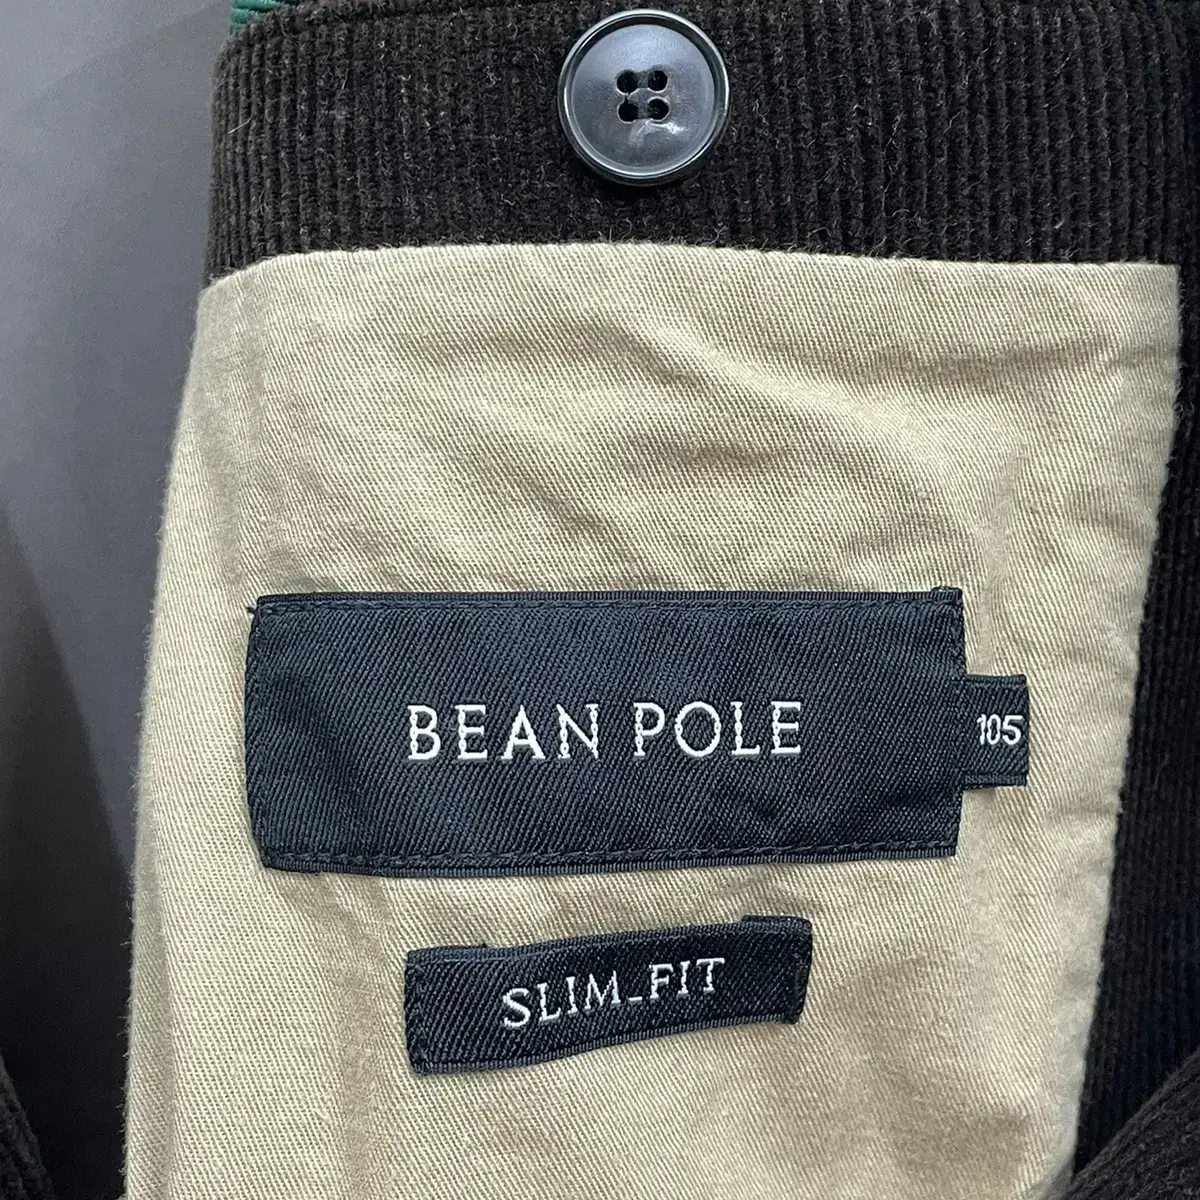 BEAN POLE
105
SLIM_FIT